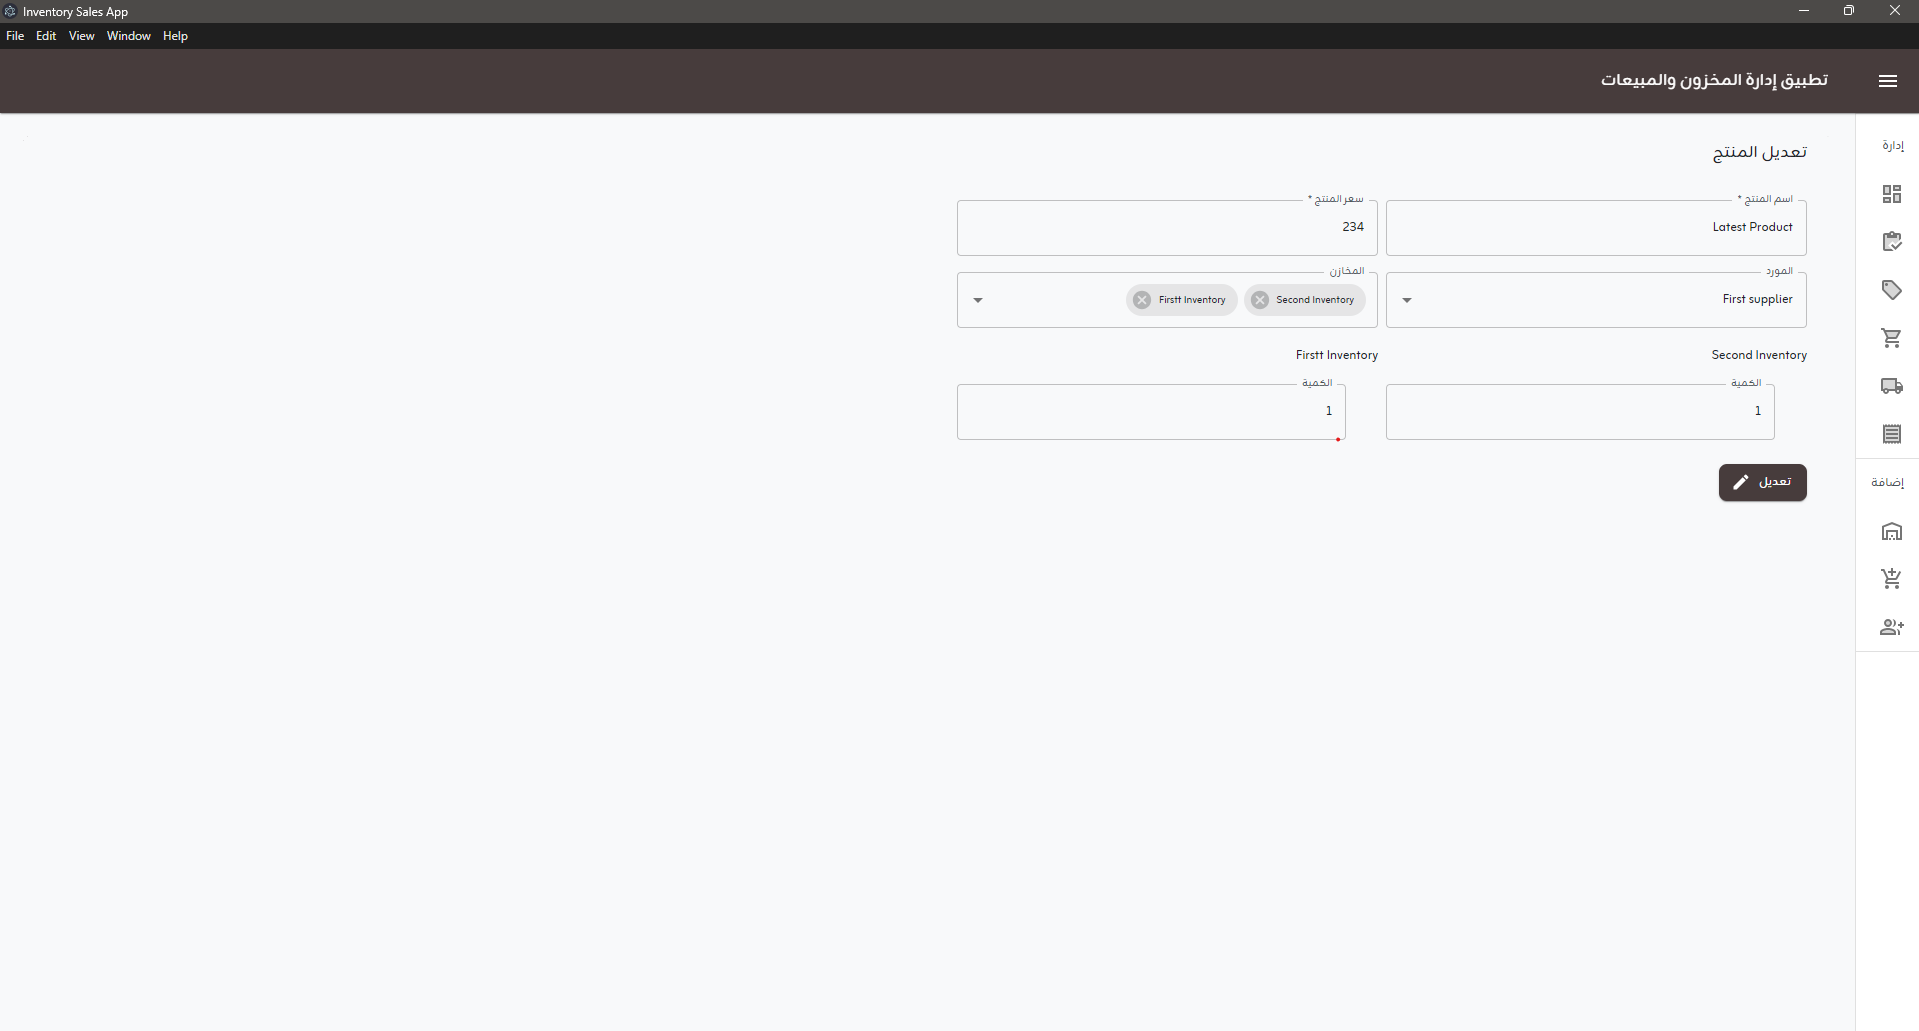 Inventory Sales App
File Edit View Window Help
تطبيق إدارة المخزون والمبيعات
إدارة
تعديل المنتج
اسم المنتج *
Latest Product
سعر المنتج *
234
المورد
First supplier
المخازن
Second Inventory
Firstt Inventory
Second Inventory
Firstt Inventory
الكمية
1
الكمية
1
تعديل
إضافة